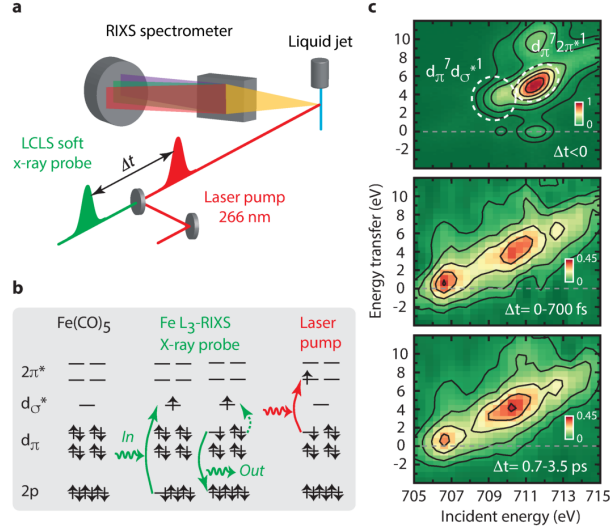 a
RIXS spectrometer
Liquid jet
LCLS soft
x-ray probe
Δt
Laser pump
266 nm
b
Fe(CO)5
Fe L3-RIXS
X-ray probe
Laser
pump
2π*
dσ*
dπ
2p
In
Out
c
dπ7dσ*1
dπ72π*1
10
8
6
4
2
0
-2
1
0
Δt<0
Energy transfer (eV)
10
8
6
4
2
0
-2
0.45
0
Δt= 0-700 fs
10
8
6
4
2
0
-2
0.45
0
Δt= 0.7-3.5 ps
705 707 709 711 713 715
Incident energy (eV)